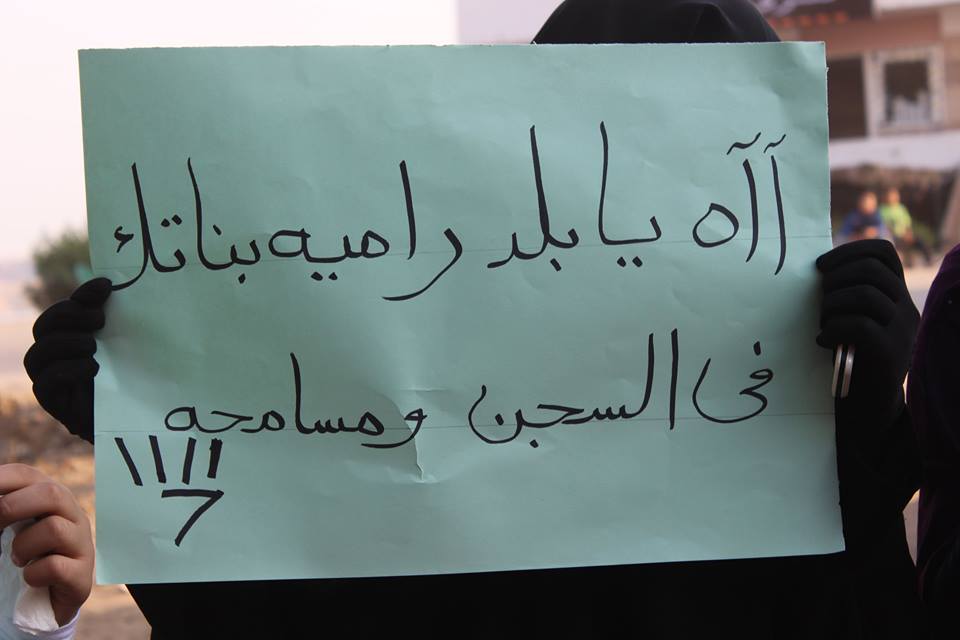 آآه يا بلد راميه بناتك
فى السجن ومسامحه
7